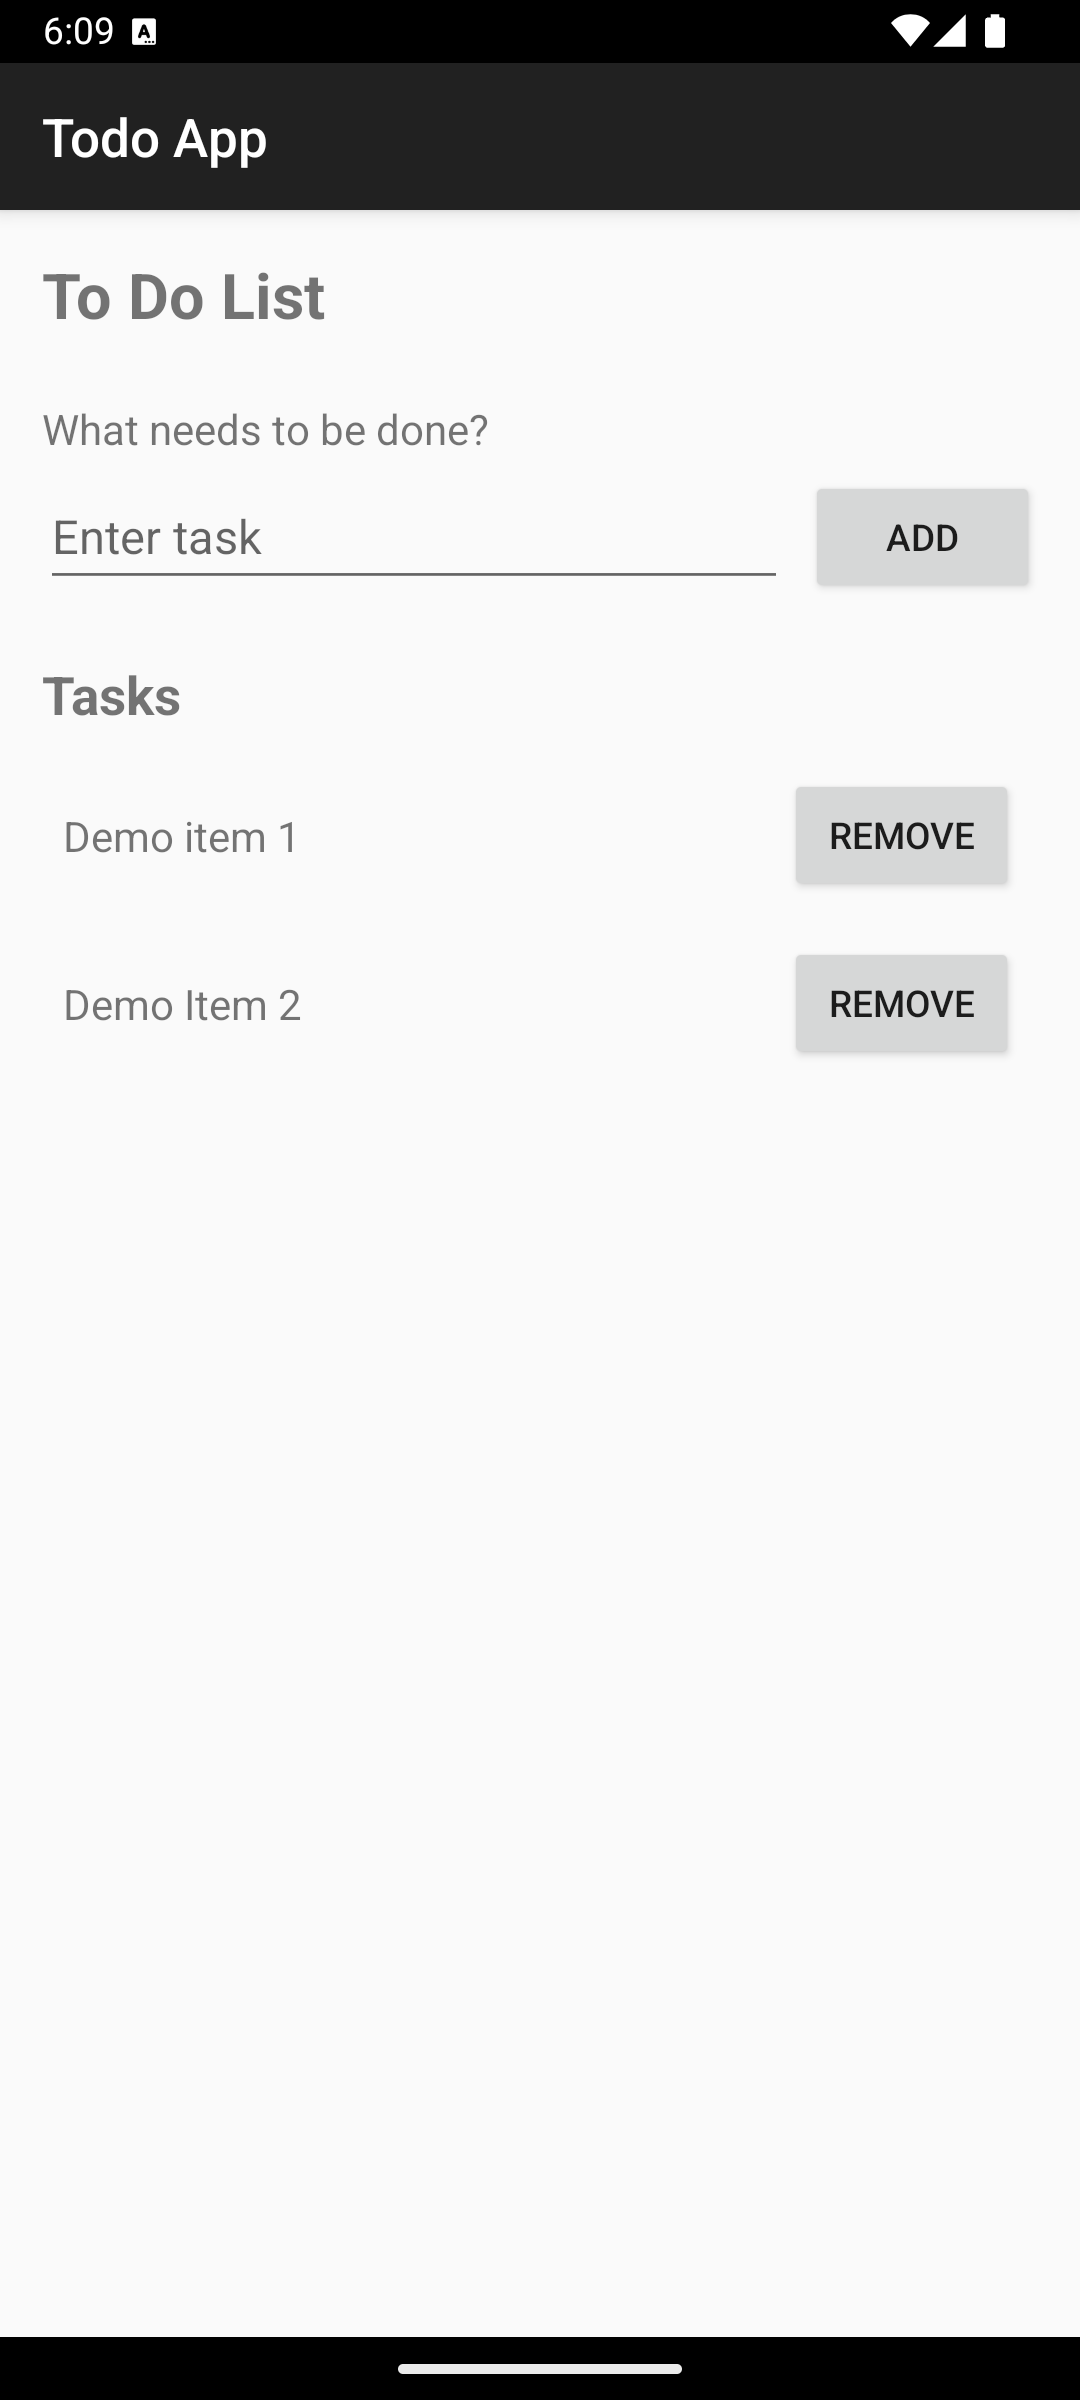 6:09
Todo App
To Do List
What needs to be done?
Enter task
ADD
Tasks
Demo item 1
REMOVE
Demo Item 2
REMOVE